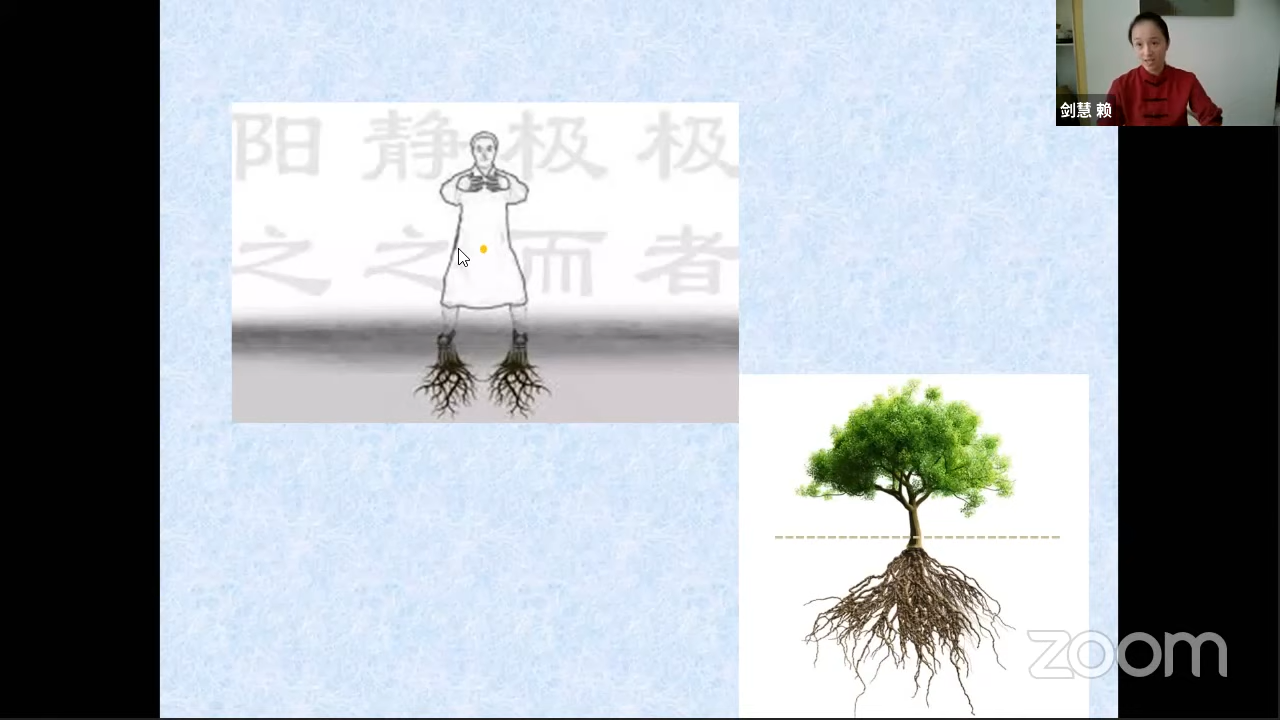 阳 静 极 极
之 之 而 者
剑慧 赖
zoom